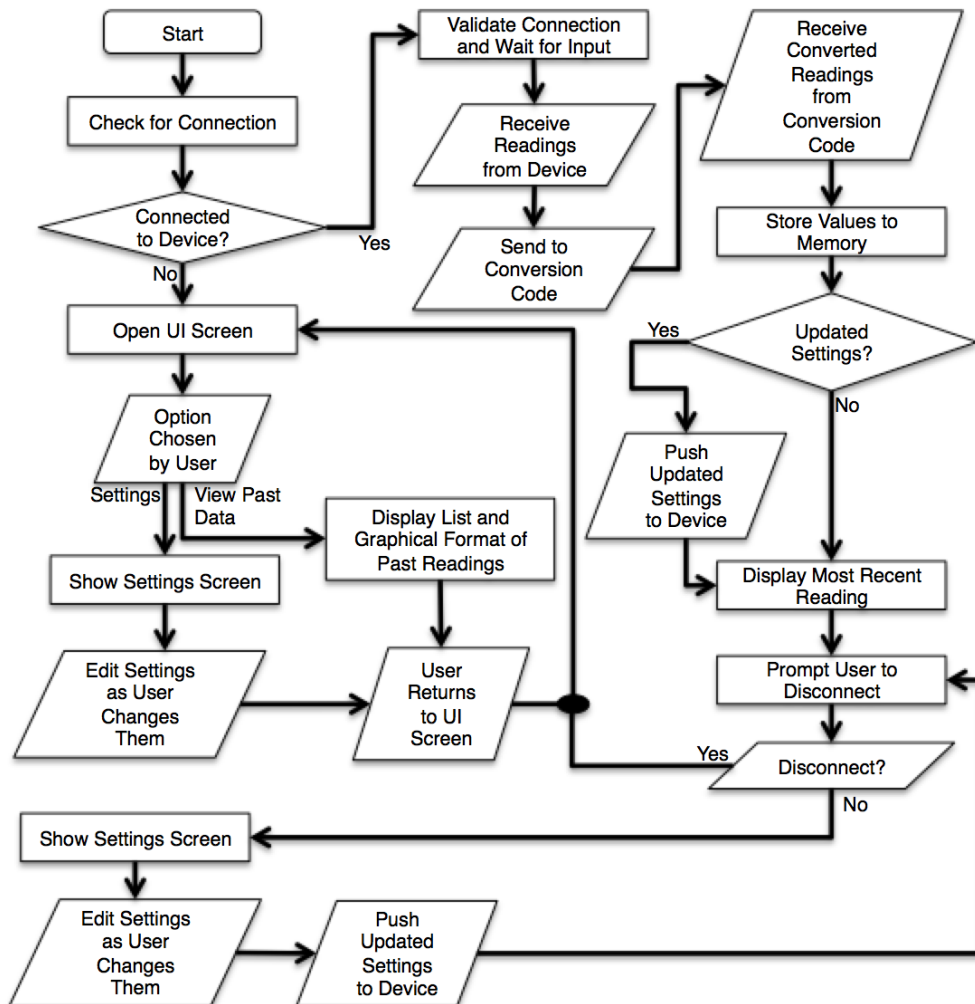 Start
Check for Connection
Connected
to Device?
Yes
No
Validate Connection
and Wait for Input
Receive
Readings
from Device
Send to
Conversion
Code
Receive
Converted
Readings
from
Conversion
Code
Store Values to
Memory
Updated
Settings?
Yes
No
Push
Updated
Settings
to Device
Display Most Recent
Reading
Prompt User to
Disconnect
Disconnect?
Yes
No
Open UI Screen
Option
Chosen
by User
Settings
View Past
Data
Display List and
Graphical Format of
Past Readings
Show Settings Screen
Edit Settings
as User
Changes
Them
User
Returns
to UI
Screen
Show Settings Screen
Edit Settings
as User
Changes
Them
Push
Updated
Settings
to Device